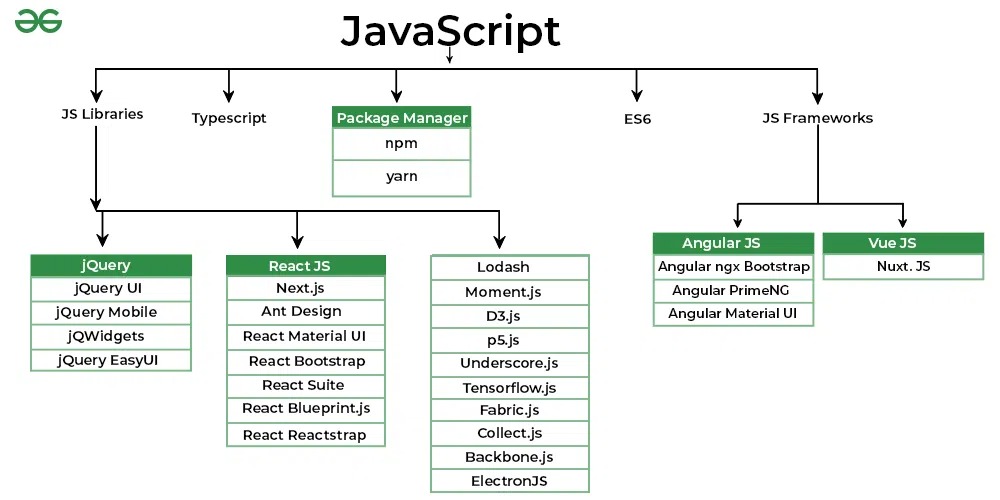 JavaScript
JS Libraries
Typescript
Package Manager
npm
yarn
ES6
JS Frameworks
jQuery
jQuery UI
jQuery Mobile
jQWidgets
jQuery EasyUI
React JS
Next.js
Ant Design
React Material UI
React Bootstrap
React Suite
React Blueprint.js
React Reactstrap
Lodash
Moment.js
D3.js
p5.js
Underscore.js
Tensorflow.js
Fabric.js
Collect.js
Backbone.js
ElectronJS
Angular JS
Angular ngx Bootstrap
Angular PrimeNG
Angular Material UI
Vue JS
Nuxt. JS